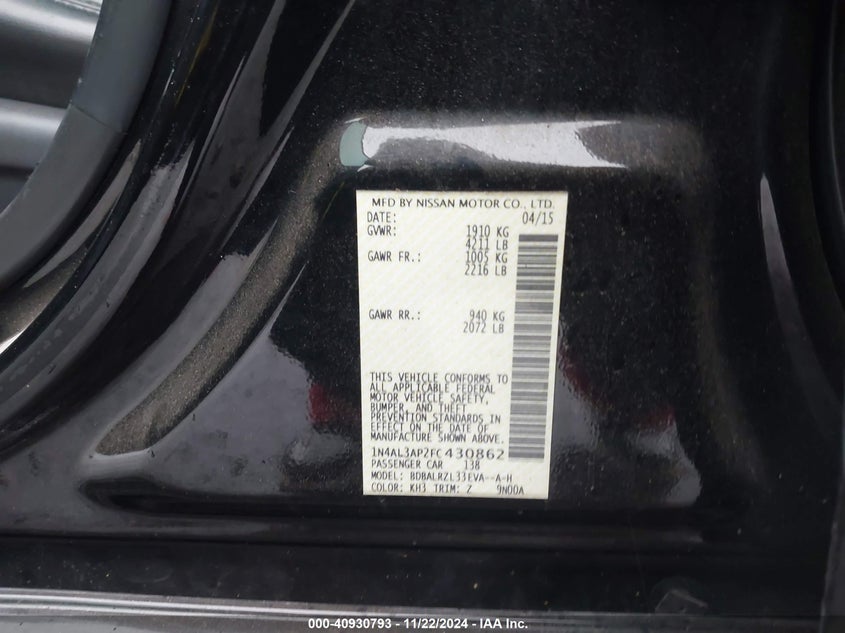 MFD BY NISSAN MOTOR CO., LTD.
DATE: 04/15
GVWR: 1910 KG
4211 LB
GAWR FR.: 1005 KG
2216 LB
GAWR RR.: 940 KG
2072 LB
THIS VEHICLE CONFORMS TO
ALL APPLICABLE FEDERAL
MOTOR VEHICLE SAFETY,
BUMPER, AND THEFT
PREVENTION STANDARDS IN
EFFECT ON THE DATE OF
MANUFACTURE SHOWN ABOVE.
1N4AL3AP2FC430862
PASSENGER CAR 138
MODEL: BDBALRZL33EVA--A-H
COLOR: KH3 TRIM: Z 9N00A
000-40930793 - 11/22/2024 - IAA Inc.